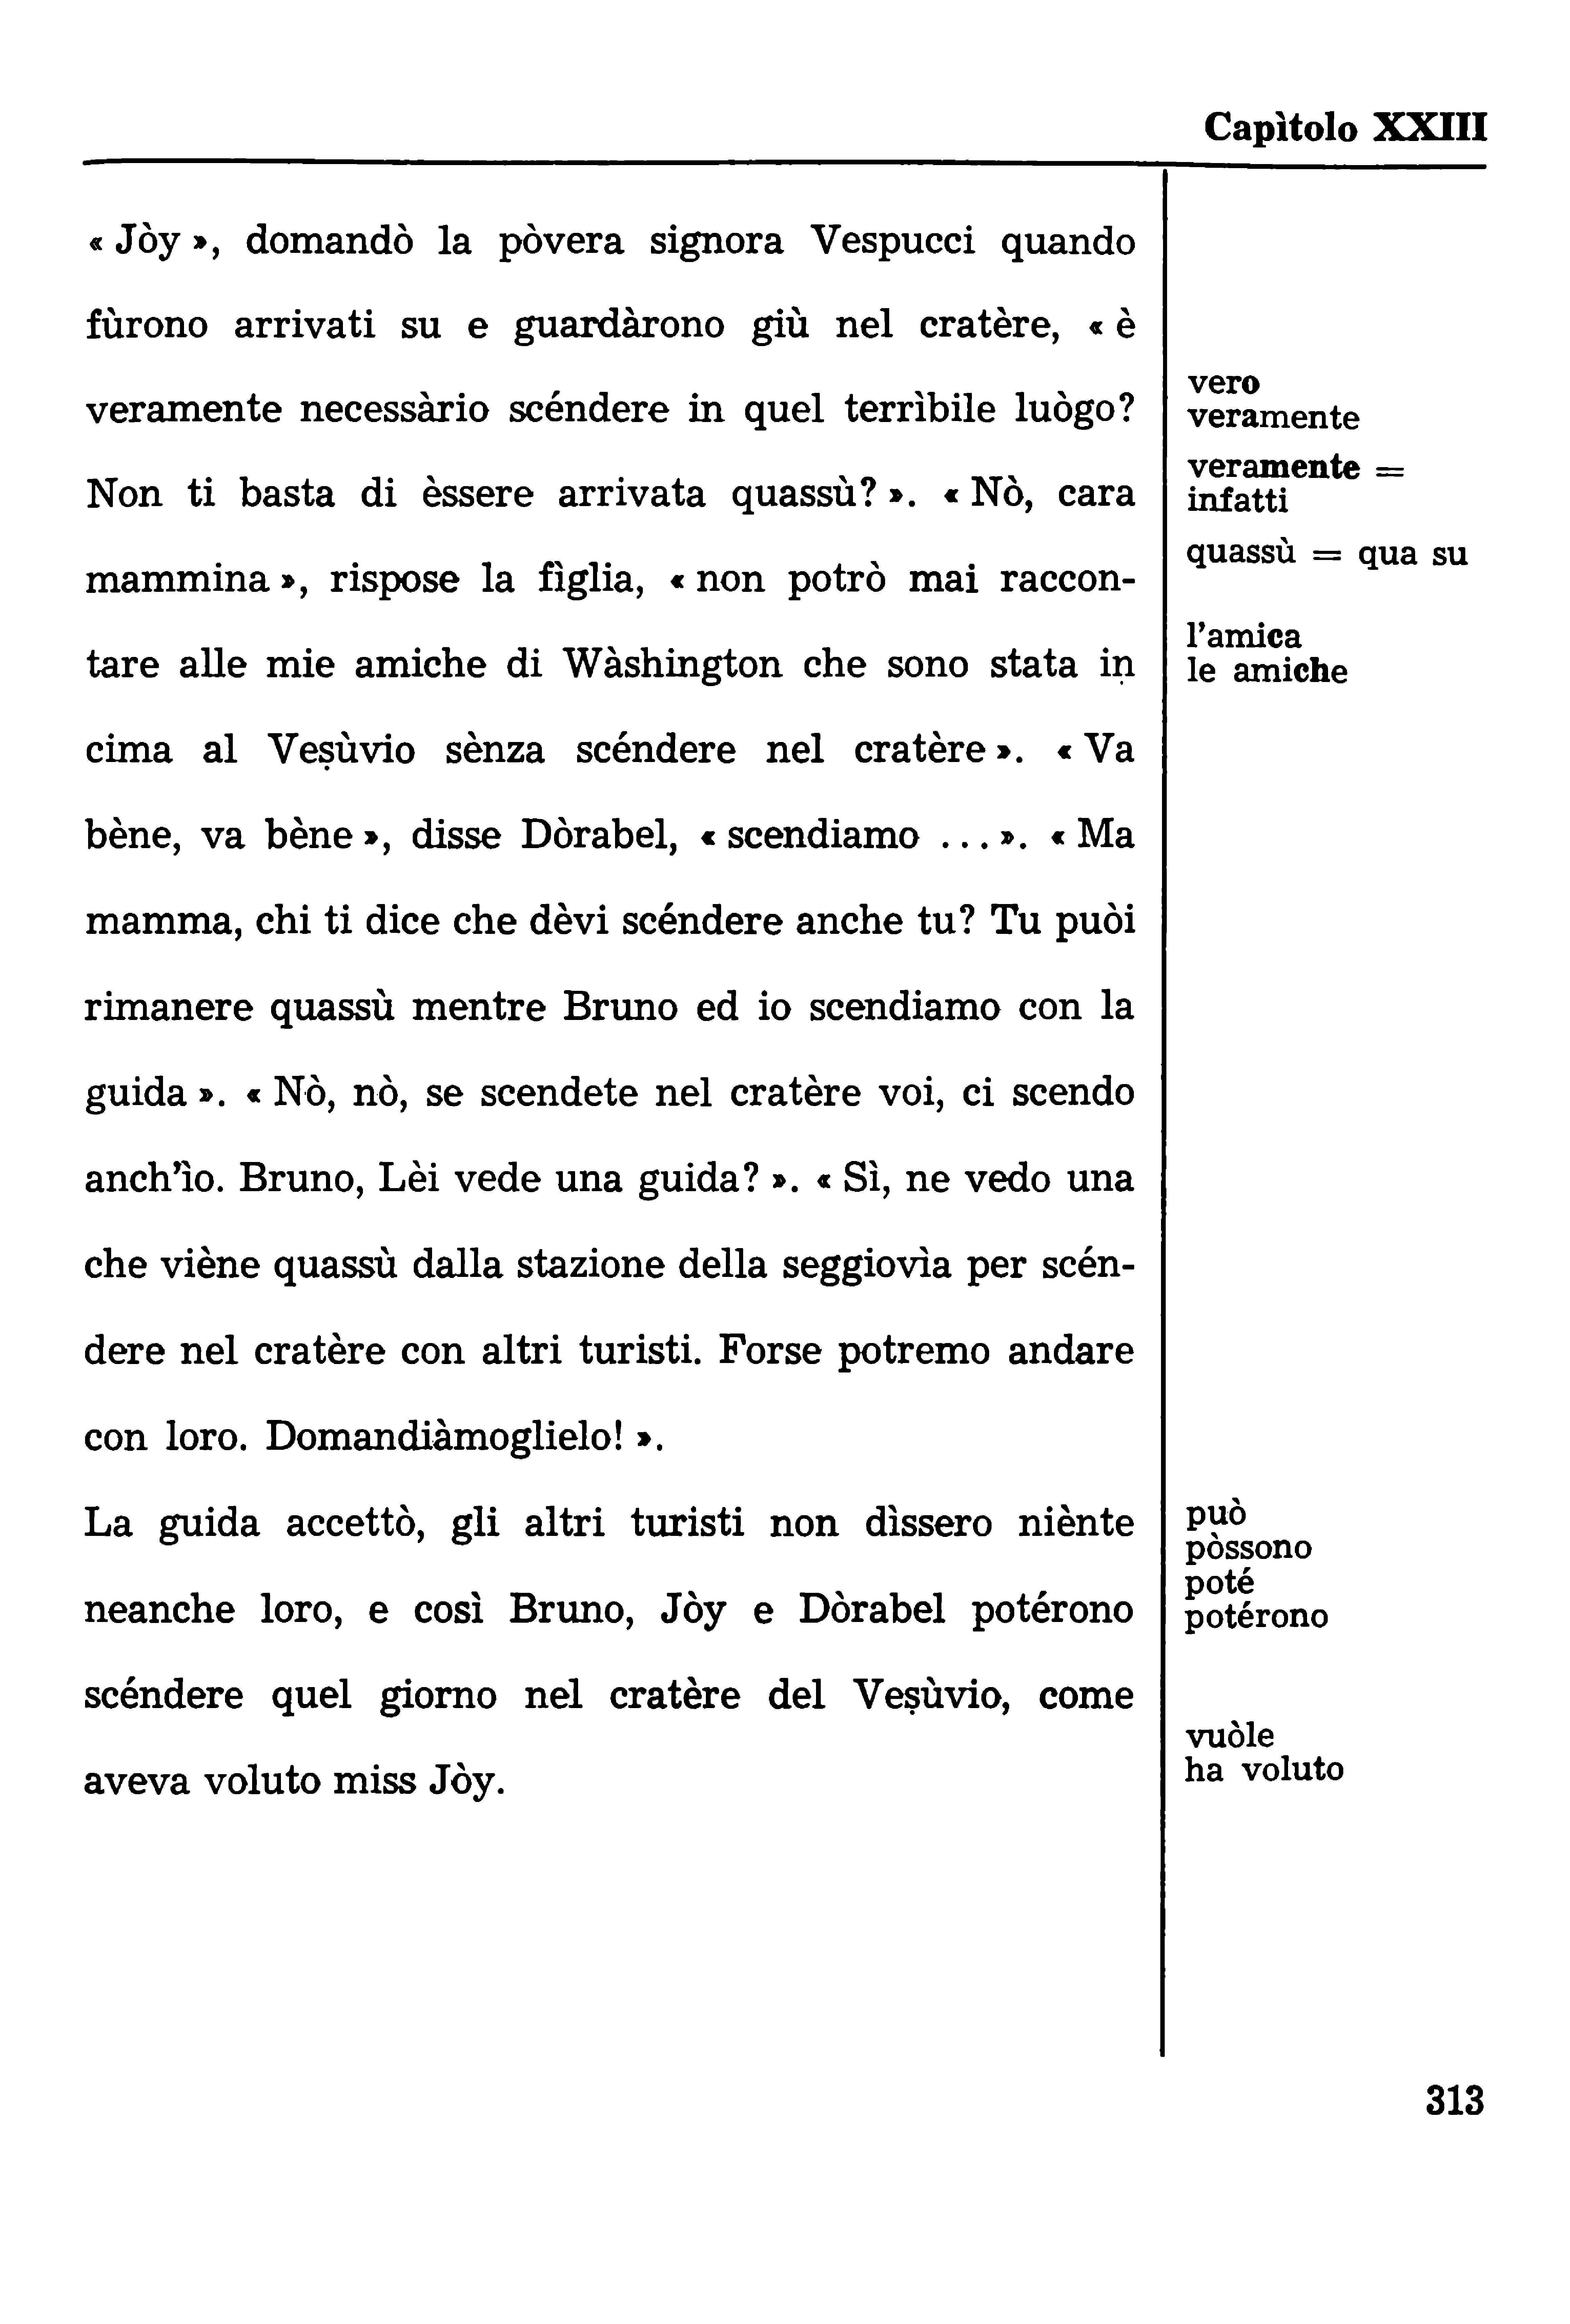 Capìtolo XXIII
« Jòy », domandò la pòvera signora Vespucci quando
fùrono arrivati su e guardàrono giù nel cratère, « è
veramente necessàrio scéndere in quel terrìbile luògo?
Non ti basta di èssere arrivata quassù? ». « Nò, cara
mammina », rispose la fìglia, « non potrò mai raccon-
tare alle mie amiche di Wàshington che sono stata iṇ
cima al Veṣùvio sènza scéndere nel cratère ». « Va
bène, va bène », disse Dòrabel, « scendiamo ... ». « Ma
mamma, chi ti dice che dèvi scéndere anche tu? Tu puòi
rimanere quassù mentre Bruno ed io scendiamo con la
guida ». « Nò, nò, se scendete nel cratère voi, ci scendo
anch'ìo. Bruno, Lèi vede una guida? ». « Sì, ne vedo una
che viène quassù dalla stazione della seggiovìa per scén-
dere nel cratère con altri turisti. Forse potremo andare
con loro. Domandiàmoglielo! ».
La guida accettò, gli altri turisti non dìssero niènte
neanche loro, e così Bruno, Jòy e Dòrabel potérono
scéndere quel giorno nel cratère del Veṣùvio, come
aveva voluto miss Jòy.
vero
veramente
veramente =
infatti
quassù = qua su
l'amica
le amiche
può
pòssono
poté
potérono
vuòle
ha voluto
313